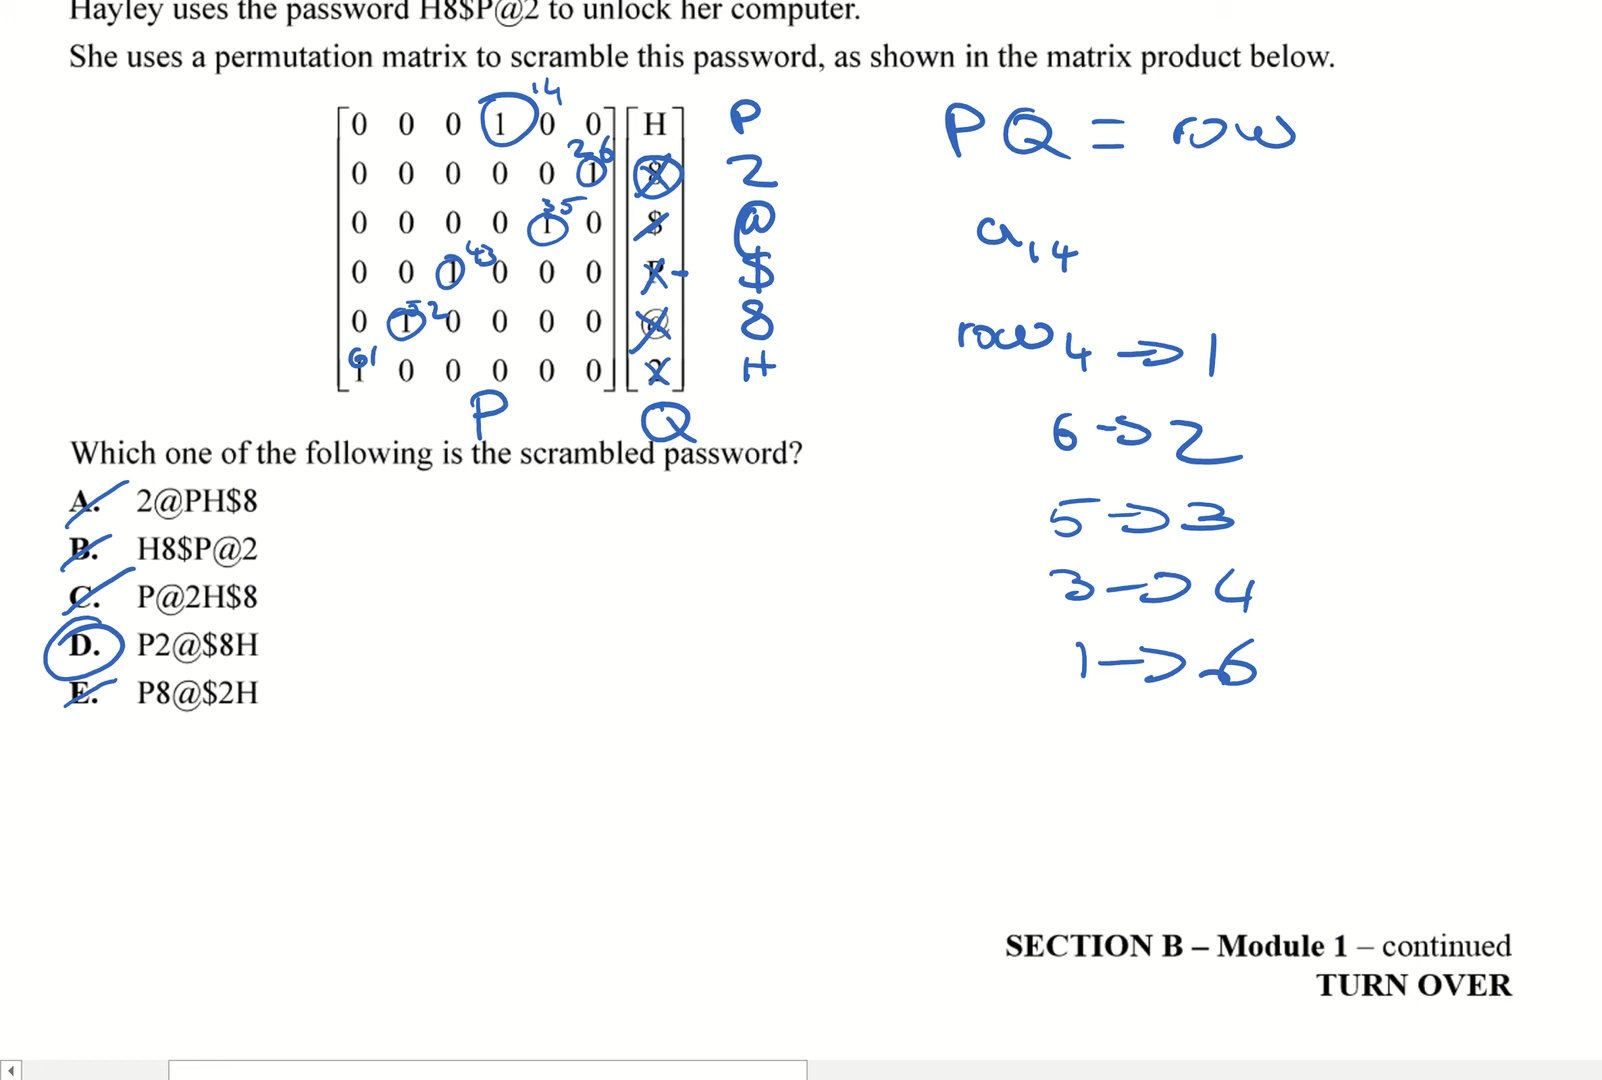 Hayley uses the password H8$P@2 to unlock her computer.
She uses a permutation matrix to scramble this password, as shown in the matrix product below.
0 0 0 1 0 0 H P
14
0 0 0 0 0 1 8 2
26
0 0 0 0 1 0 $ @
35
0 0 1 0 0 0 P $
43
0 1 0 0 0 0 @ 8
52
1 0 0 0 0 0 2 H
61
P Q
PQ = row
a14
row 4 → 1
6 → 2
5 → 3
3 → 4
1 → 6
Which one of the following is the scrambled password?
A. 2@PH$8
B. H8$P@2
C. P@2H$8
D. P2@$8H
E. P8@$2H
SECTION B – Module 1 – continued
TURN OVER